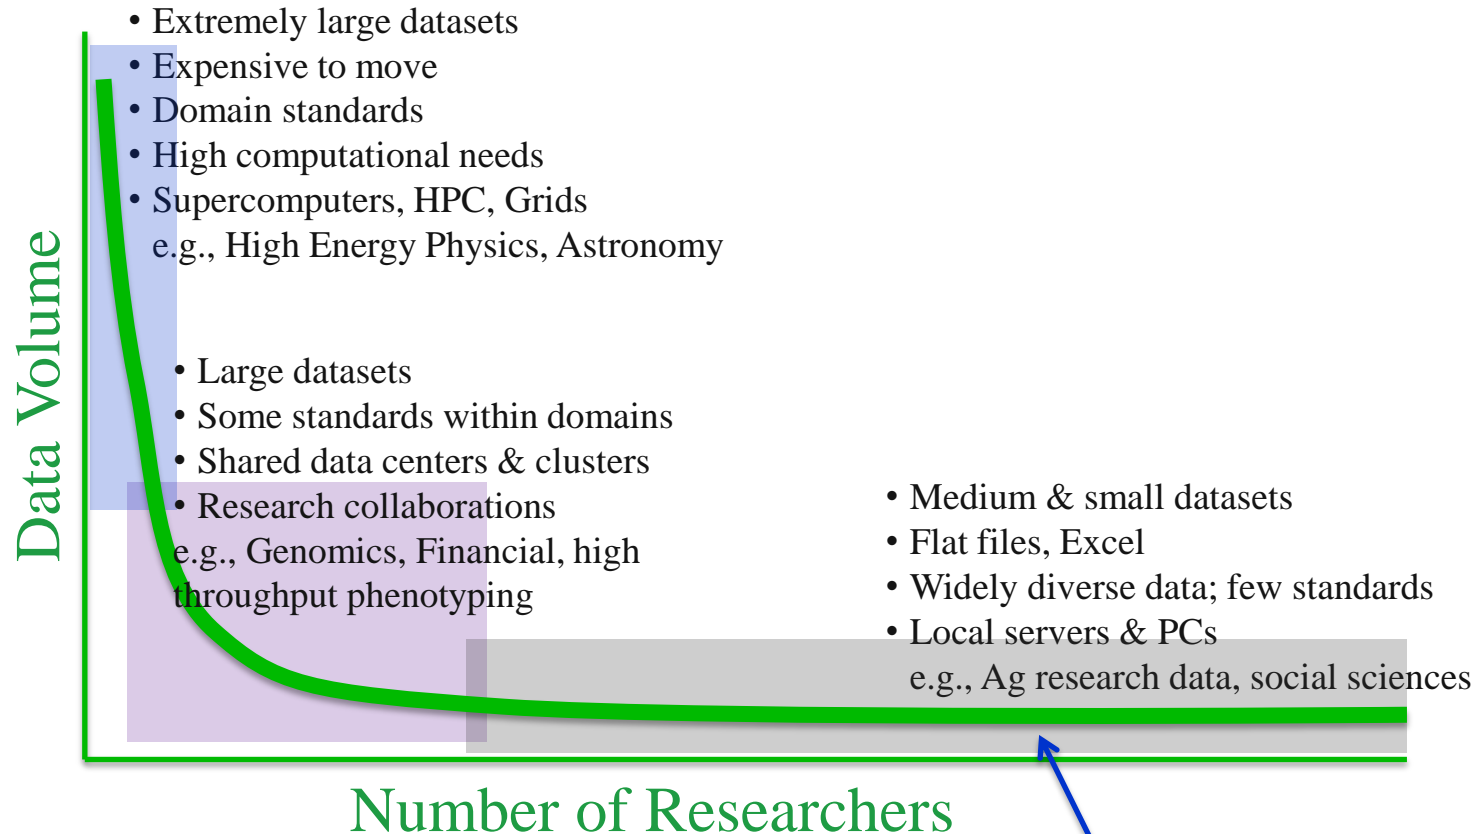 • Extremely large datasets
• Expensive to move
• Domain standards
• High computational needs
• Supercomputers, HPC, Grids
e.g., High Energy Physics, Astronomy
Data Volume
• Large datasets
• Some standards within domains
• Shared data centers & clusters
• Research collaborations
e.g., Genomics, Financial, high
throughput phenotyping
• Medium & small datasets
• Flat files, Excel
• Widely diverse data; few standards
• Local servers & PCs
e.g., Ag research data, social sciences
Number of Researchers